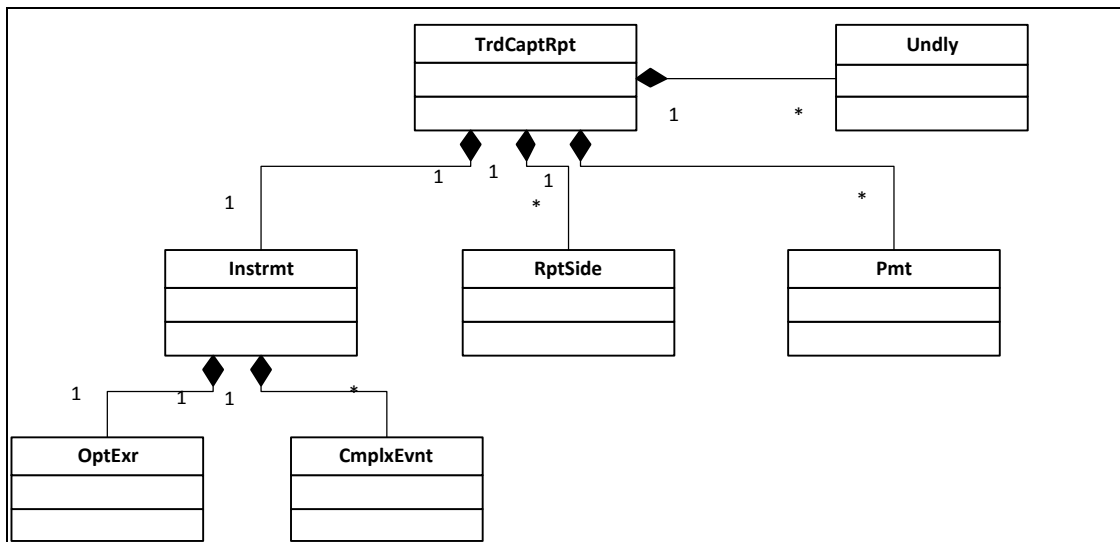 TrdCaptRpt
Undly
1
*
1
1
1
1
*
*
Instrmt
RptSide
Pmt
1
1
1
*
OptExr
CmplxEvnt